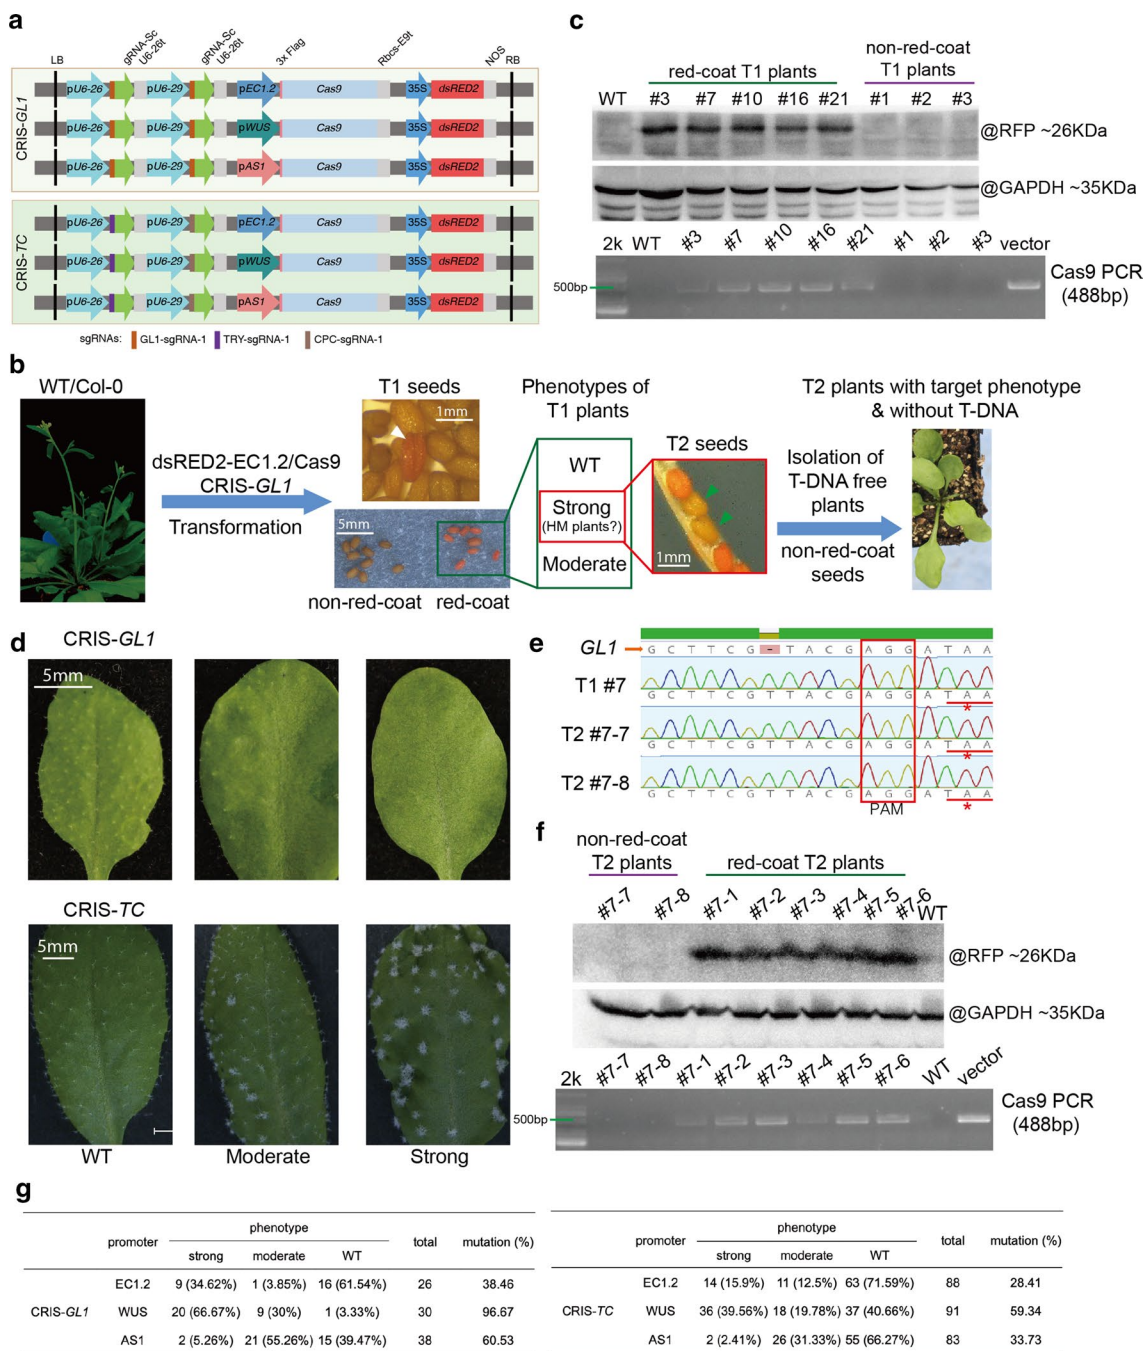 a
LB
gRNA-Sc
U6-26t
gRNA-Sc
U6-26t
3x Flag
Rbcs-E9t
NOS
RB
CRIS-GL1
pU6-26 pU6-29 pEC1.2 Cas9 35S dsRED2
pU6-26 pU6-29 pWUS Cas9 35S dsRED2
pU6-26 pU6-29 pAS1 Cas9 35S dsRED2
CRIS-TC
pU6-26 pU6-29 pEC1.2 Cas9 35S dsRED2
pU6-26 pU6-29 pWUS Cas9 35S dsRED2
pU6-26 pU6-29 pAS1 Cas9 35S dsRED2
sgRNAs: GL1-sgRNA-1 TRY-sgRNA-1 CPC-sgRNA-1
c
red-coat T1 plants
non-red-coat
T1 plants
WT #3 #7 #10 #16 #21 #1 #2 #3
@RFP ~26KDa
@GAPDH ~35KDa
2k WT #3 #7 #10 #16 #21 #1 #2 #3 vector
500bp
Cas9 PCR
(488bp)
b
WT/Col-0
dsRED2-EC1.2/Cas9
CRIS-GL1
Transformation
T1 seeds
1mm
5mm
non-red-coat red-coat
Phenotypes of
T1 plants
WT
Strong
(HM plants?)
Moderate
T2 seeds
1mm
T2 plants with target phenotype
& without T-DNA
Isolation of
T-DNA free
plants
non-red-coat
seeds
d
CRIS-GL1
5mm
CRIS-TC
5mm
WT Moderate Strong
e
GL1 G C T T C G - T A C G A G G A T A A
T1 #7
G C T T C G T T A C G A G G A T A A
*
T2 #7-7
G C T T C G T T A C G A G G A T A A
*
T2 #7-8
G C T T C G T T A C G A G G A T A A
PAM *
f
non-red-coat
T2 plants
red-coat T2 plants
#7-7 #7-8 #7-1 #7-2 #7-3 #7-4 #7-5 #7-6 WT
@RFP ~26KDa
@GAPDH ~35KDa
2k #7-7 #7-8 #7-1 #7-2 #7-3 #7-4 #7-5 #7-6 WT vector
500bp
Cas9 PCR
(488bp)
g
phenotype
promoter strong moderate WT total mutation (%)
EC1.2 9 (34.62%) 1 (3.85%) 16 (61.54%) 26 38.46
CRIS-GL1 WUS 20 (66.67%) 9 (30%) 1 (3.33%) 30 96.67
AS1 2 (5.26%) 21 (55.26%) 15 (39.47%) 38 60.53
phenotype
promoter strong moderate WT total mutation (%)
EC1.2 14 (15.9%) 11 (12.5%) 63 (71.59%) 88 28.41
CRIS-TC WUS 36 (39.56%) 18 (19.78%) 37 (40.66%) 91 59.34
AS1 2 (2.41%) 26 (31.33%) 55 (66.27%) 83 33.73